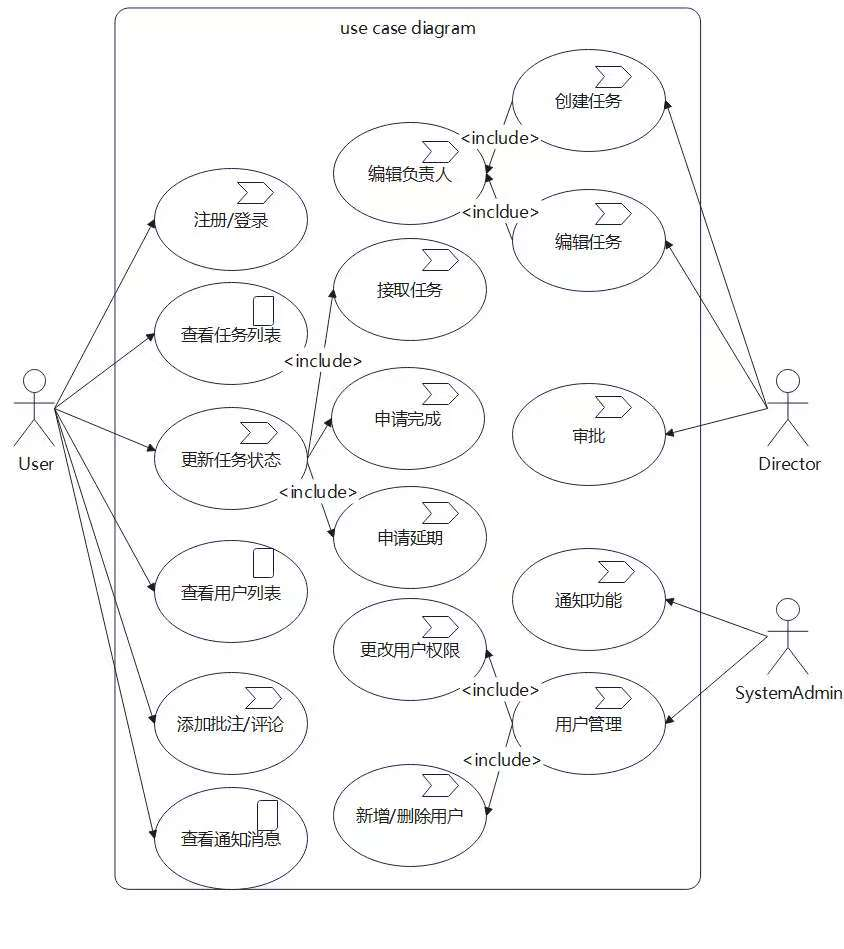 use case diagram
创建任务
<include>
编辑负责人
<incldue>
注册/登录
编辑任务
接取任务
查看任务列表
<include>
申请完成
审批
更新任务状态
User
Director
<include>
申请延期
查看用户列表
通知功能
更改用户权限
<include>
SystemAdmin
添加批注/评论
用户管理
<include>
新增/删除用户
查看通知消息